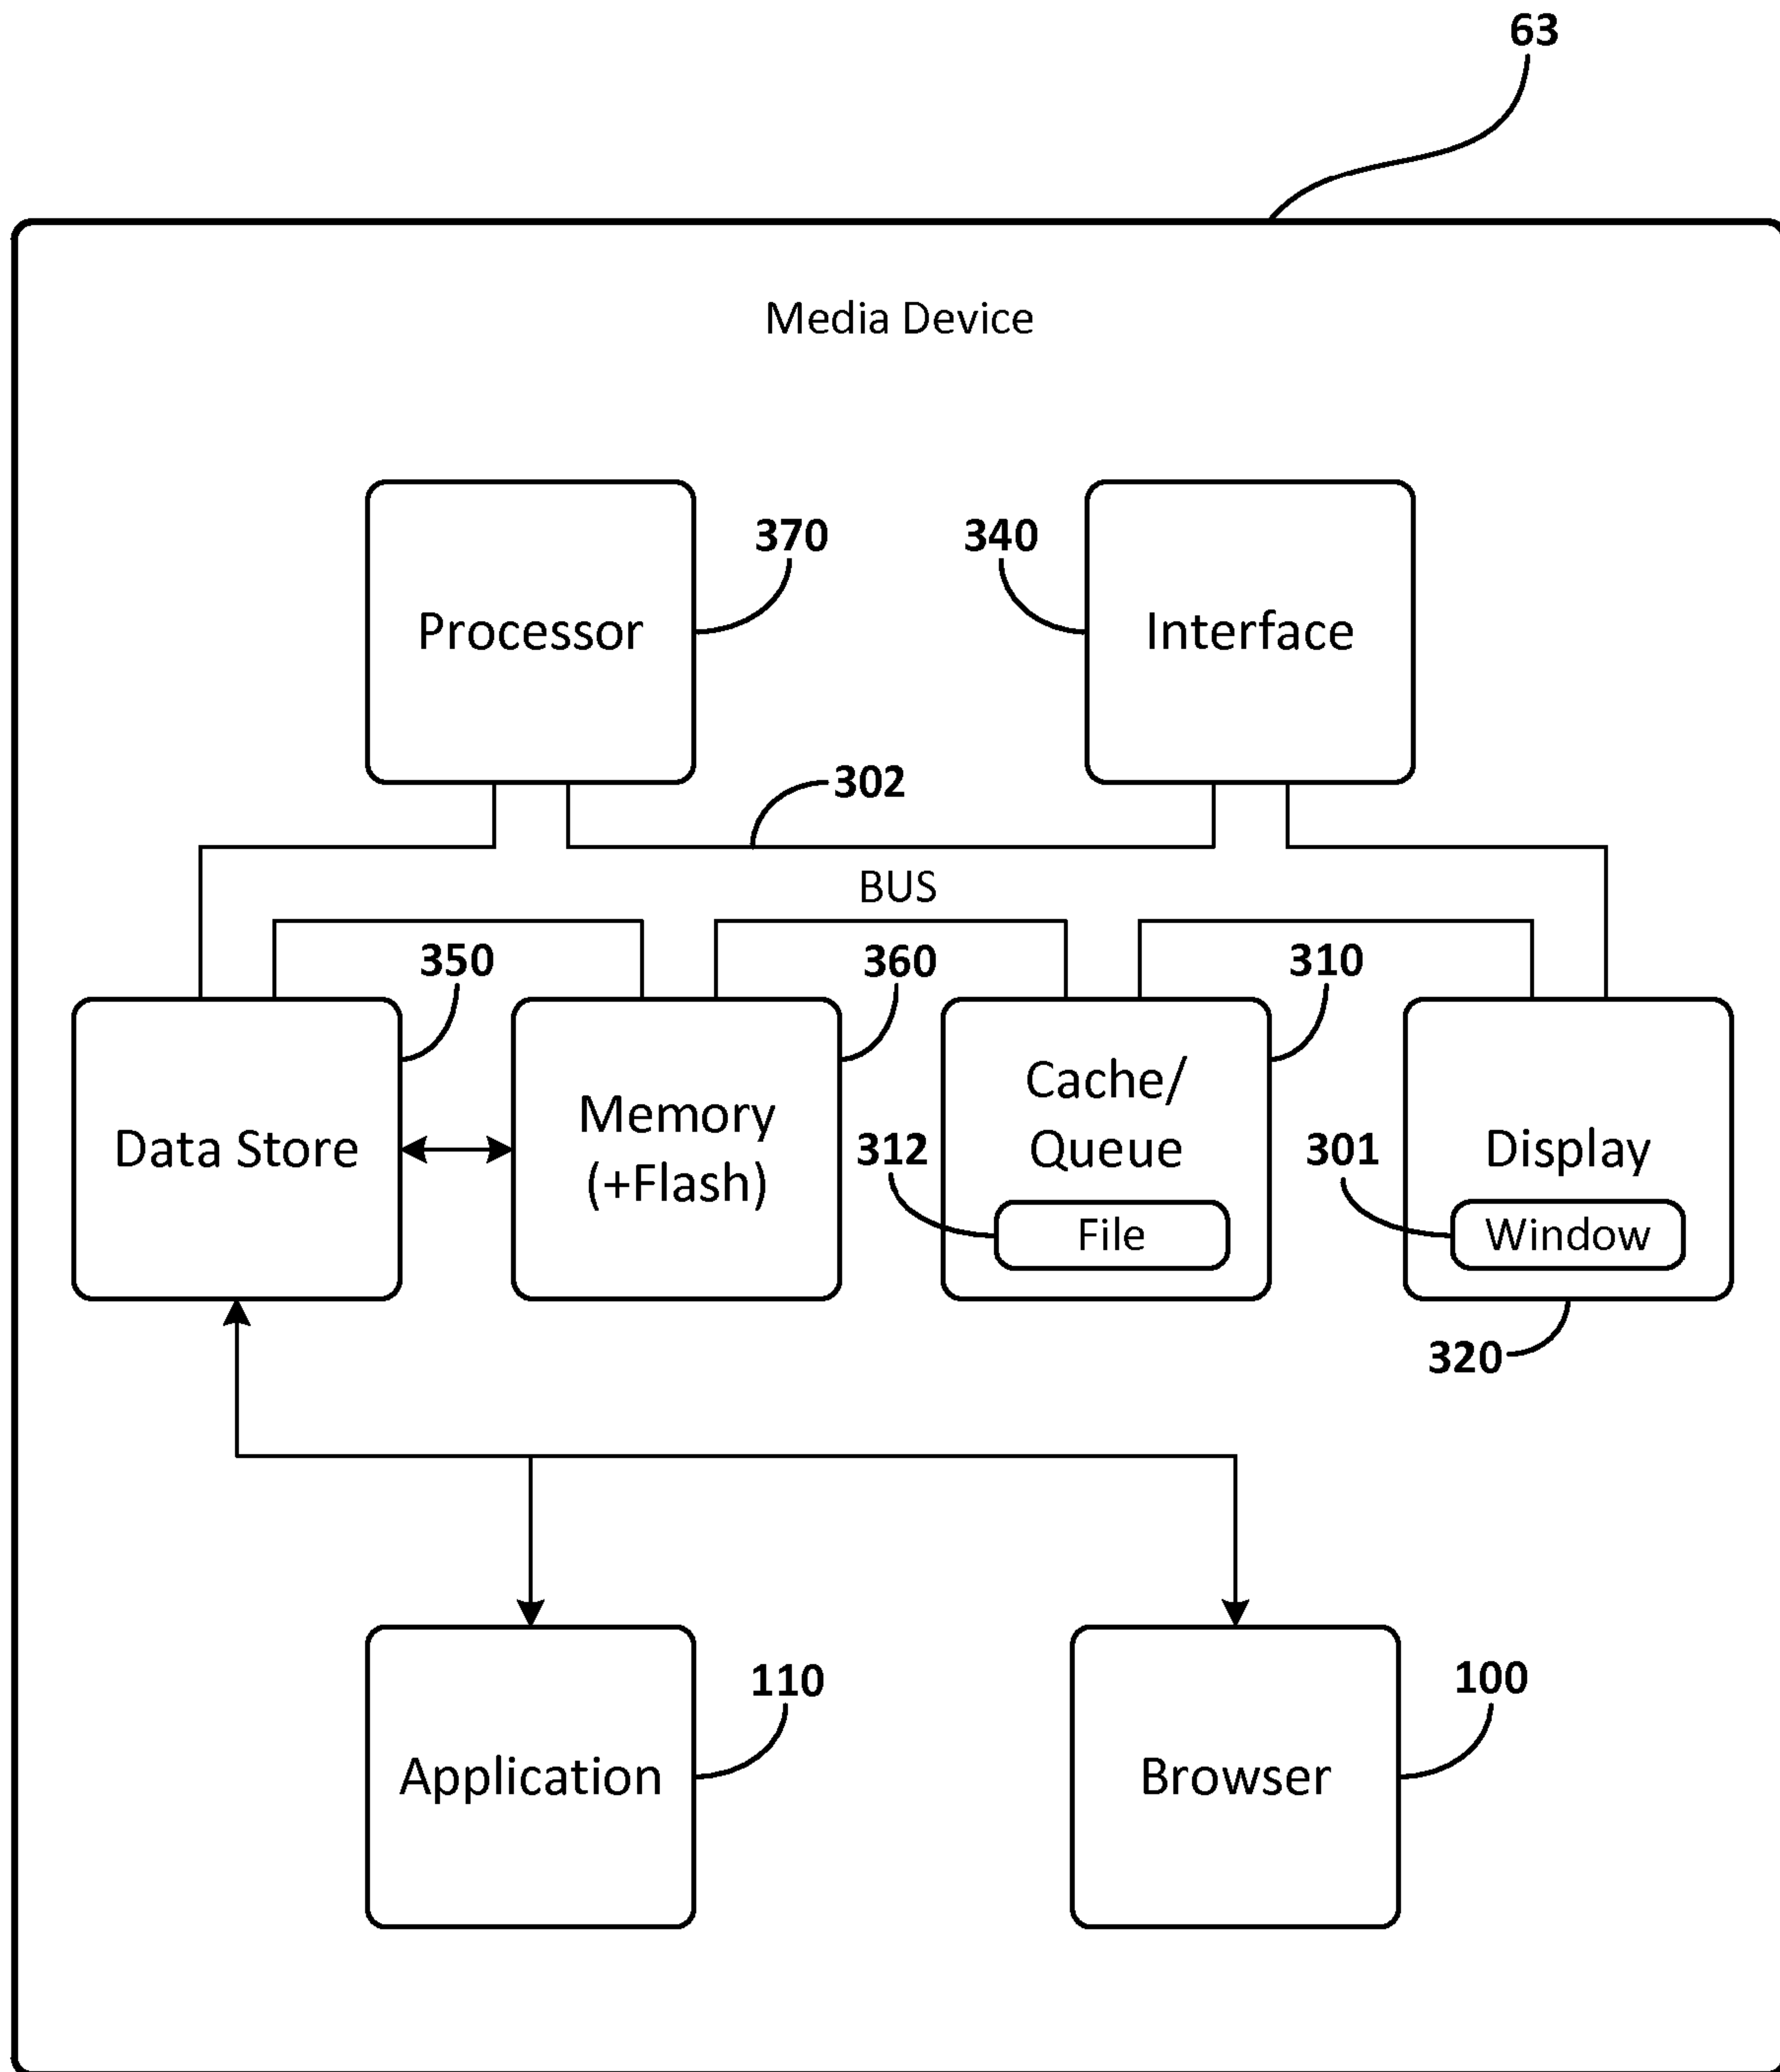 63
Media Device
370
340
Processor
Interface
302
BUS
350
360
310
Data Store
Memory
(+Flash)
Cache/
Queue
312
File
301
Display
Window
320
110
100
Application
Browser